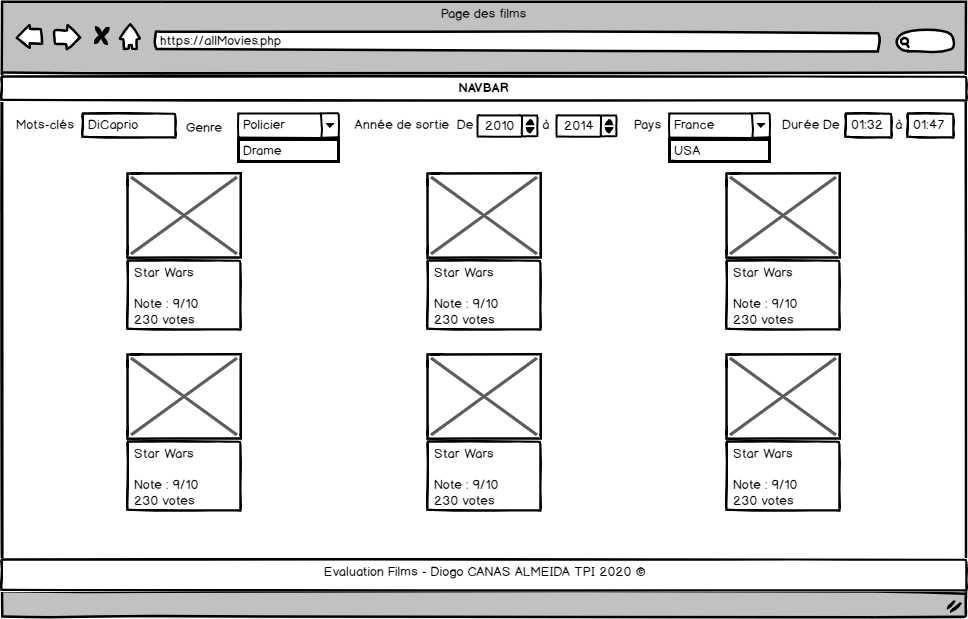 Page des films
https://allMovies.php
NAVBAR
Mots-clés DiCaprio Genre Policier Année de sortie De 2010 à 2014 Pays France Durée De 01:32 à 01:47
Drame USA
Star Wars Star Wars Star Wars
Note : 9/10 Note : 9/10 Note : 9/10
230 votes 230 votes 230 votes
Star Wars Star Wars Star Wars
Note : 9/10 Note : 9/10 Note : 9/10
230 votes 230 votes 230 votes
Evaluation Films - Diogo CANAS ALMEIDA TPI 2020 ©